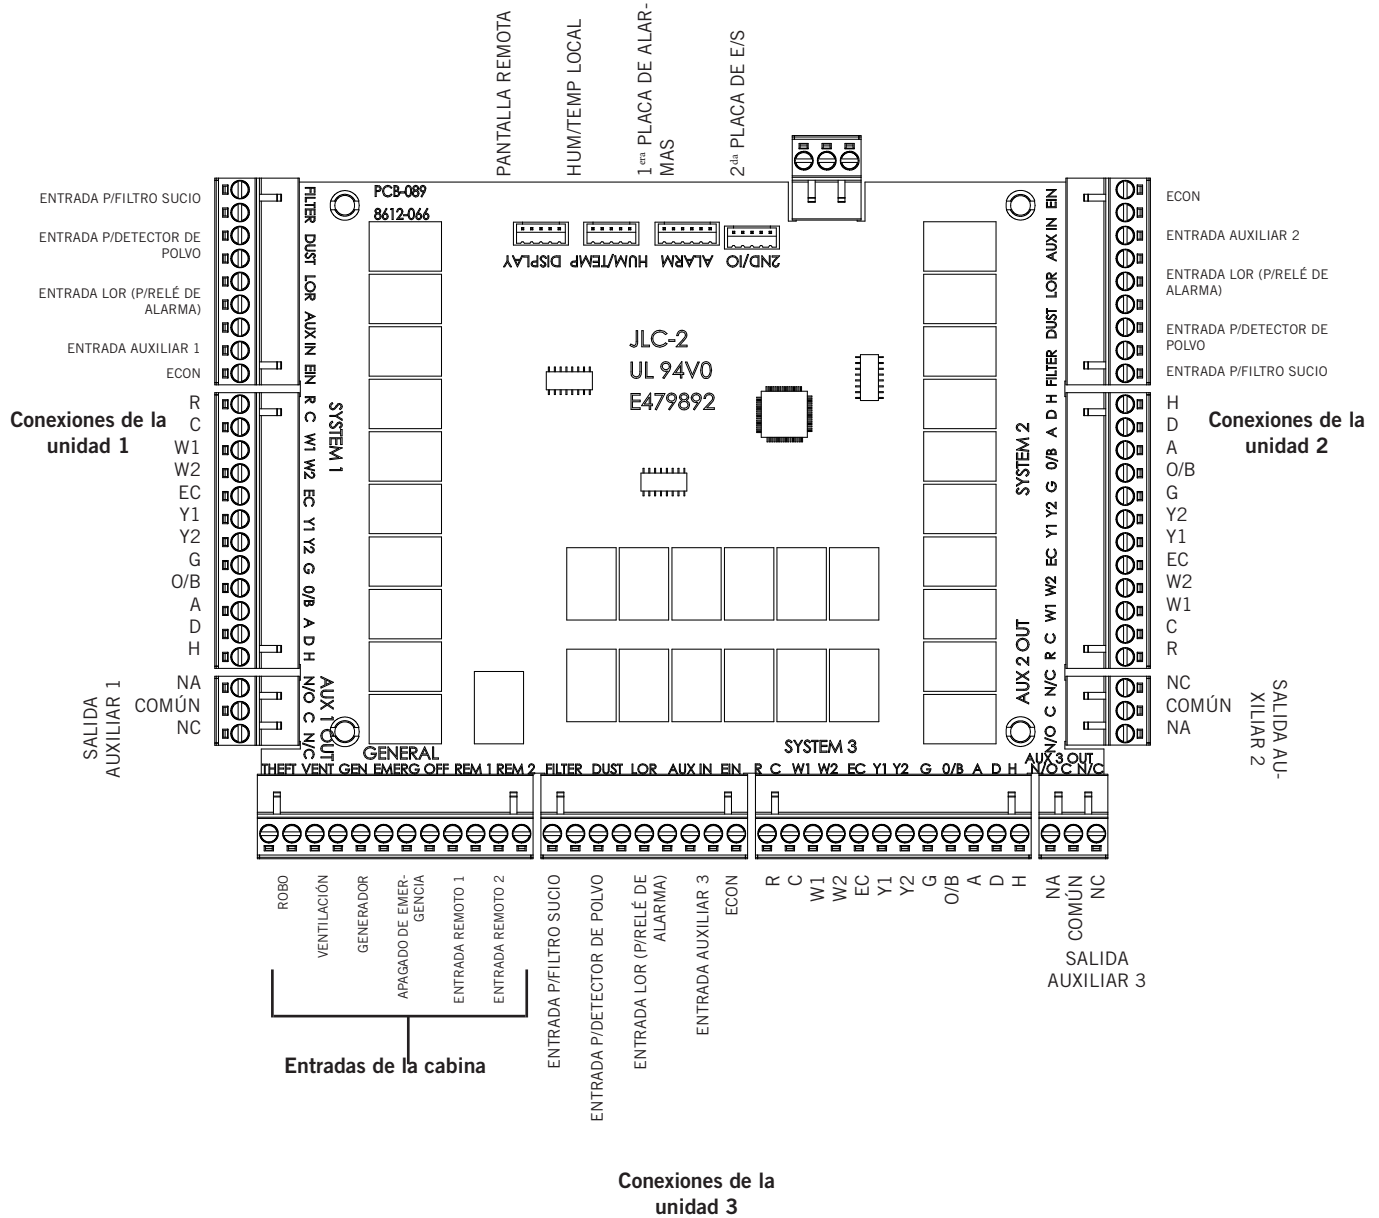 PANTALLA REMOTA
HUM/TEMP LOCAL
1era PLACA DE ALAR-
MAS
2da PLACA DE E/S
ENTRADA P/FILTRO SUCIO
ENTRADA P/DETECTOR DE
POLVO
ENTRADA LOR (P/RELÉ DE
ALARMA)
ENTRADA AUXILIAR 1
ECON
Conexiones de la
unidad 1
R
C
W1
W2
EC
Y1
Y2
G
O/B
A
D
H
SALIDA
AUXILIAR 1
NA
COMÚN
NC
FILTER DUST LOR AUX IN EIN
R C W1 W2 EC Y1 Y2 G O/B A D H
SYSTEM 1
N/O C N/C
AUX 1 OUT
PCB-089
8612-066
DISPLAY
HUM/TEMP
ALARM
2ND/IO
JLC-2
UL 94V0
E479892
SYSTEM 2
AUX 2 OUT
FILTER DUST LOR AUX IN EIN
R C W1 W2 EC Y1 Y2 G O/B A D H
N/O C N/C
ECON
ENTRADA AUXILIAR 2
ENTRADA LOR (P/RELÉ DE
ALARMA)
ENTRADA P/DETECTOR DE
POLVO
ENTRADA P/FILTRO SUCIO
Conexiones de la
unidad 2
H
D
A
O/B
G
Y2
Y1
EC
W2
W1
C
R
NC
COMÚN
NA
SALIDA AU-
XILIAR 2
GENERAL
SYSTEM 3
AUX 3 OUT
THEFT VENT GEN EMERG OFF REM 1 REM 2 FILTER DUST LOR AUX IN EIN R C W1 W2 EC Y1 Y2 G O/B A D H N/O C N/C
ROBO
VENTILACIÓN
GENERADOR
APAGADO DE EMER-
GENCIA
ENTRADA REMOTO 1
ENTRADA REMOTO 2
Entradas de la cabina
ENTRADA P/FILTRO SUCIO
ENTRADA P/DETECTOR DE POLVO
ENTRADA LOR (P/RELÉ DE
ALARMA)
ENTRADA AUXILIAR 3
ECON
R
C
W1
W2
EC
Y1
Y2
G
O/B
A
D
H
NA
COMÚN
NC
SALIDA
AUXILIAR 3
Conexiones de la
unidad 3